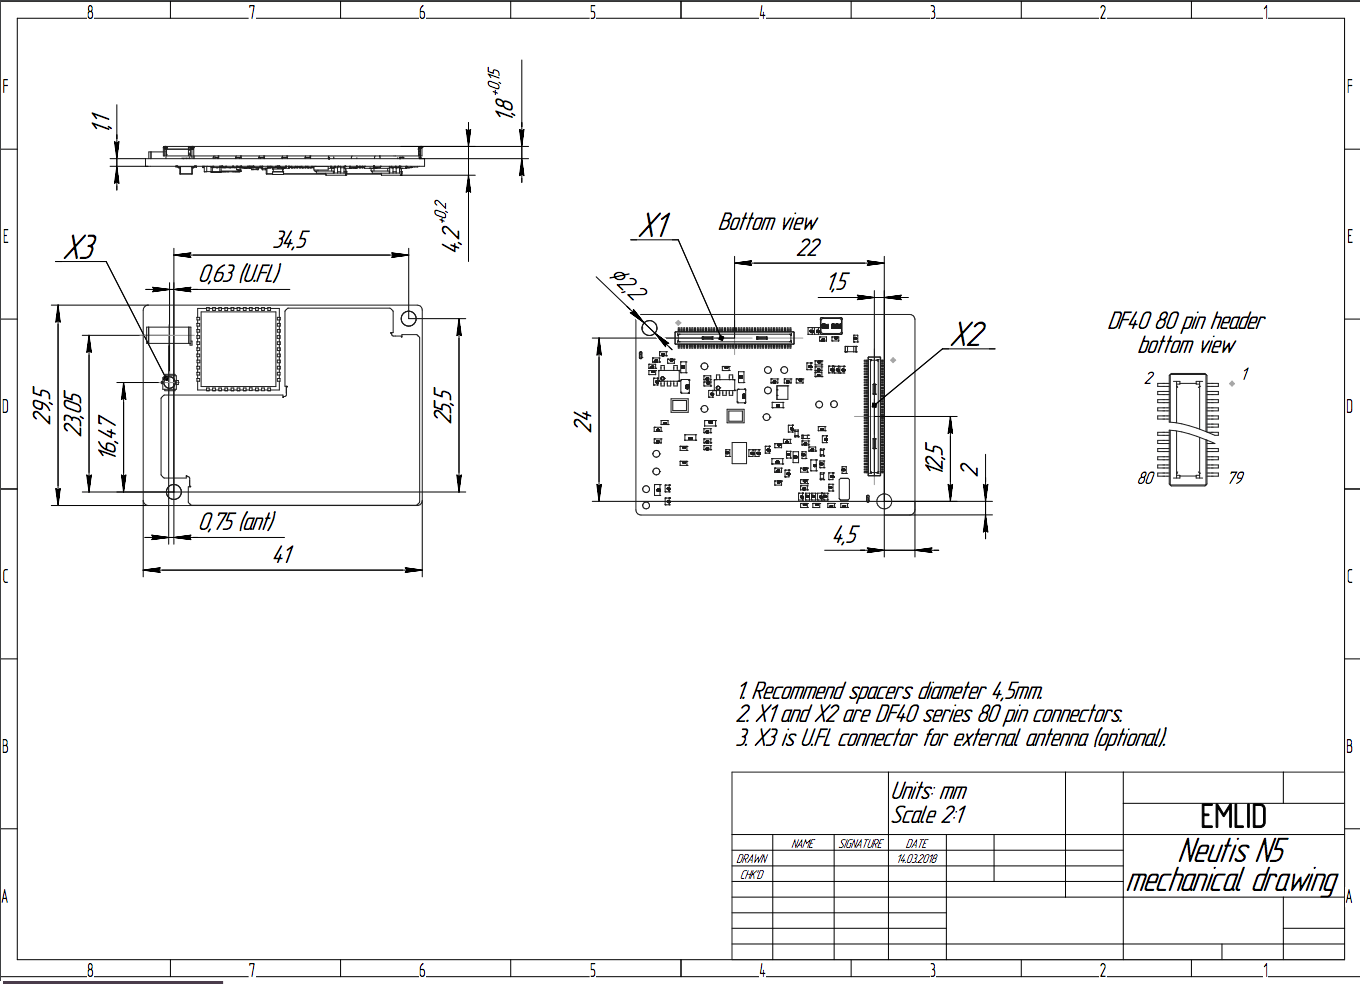 8 7 6 5 4 3 2 1
F
E
D
C
B
A
F
E
D
C
B
A
1,1
1,8 +0,15
4,2 +0,2
X3
34,5
0,63 (U.FL)
29,5
23,05
16,47
25,5
0,75 (ant)
41
X1
Bottom view
22
1,5
⌀2,2
X2
24
12,5
2
4,5
DF40 80 pin header
bottom view
2 1
80 79
1. Recommend spacers diameter 4,5mm.
2. X1 and X2 are DF40 series 80 pin connectors.
3. X3 is U.FL connector for external antenna (optional).
Units: mm
Scale 2:1
EMLID
Neutis N5
mechanical drawing
NAME SIGNATURE DATE
DRAWN 14.03.2018
CHK'D
8 7 6 5 4 3 2 1